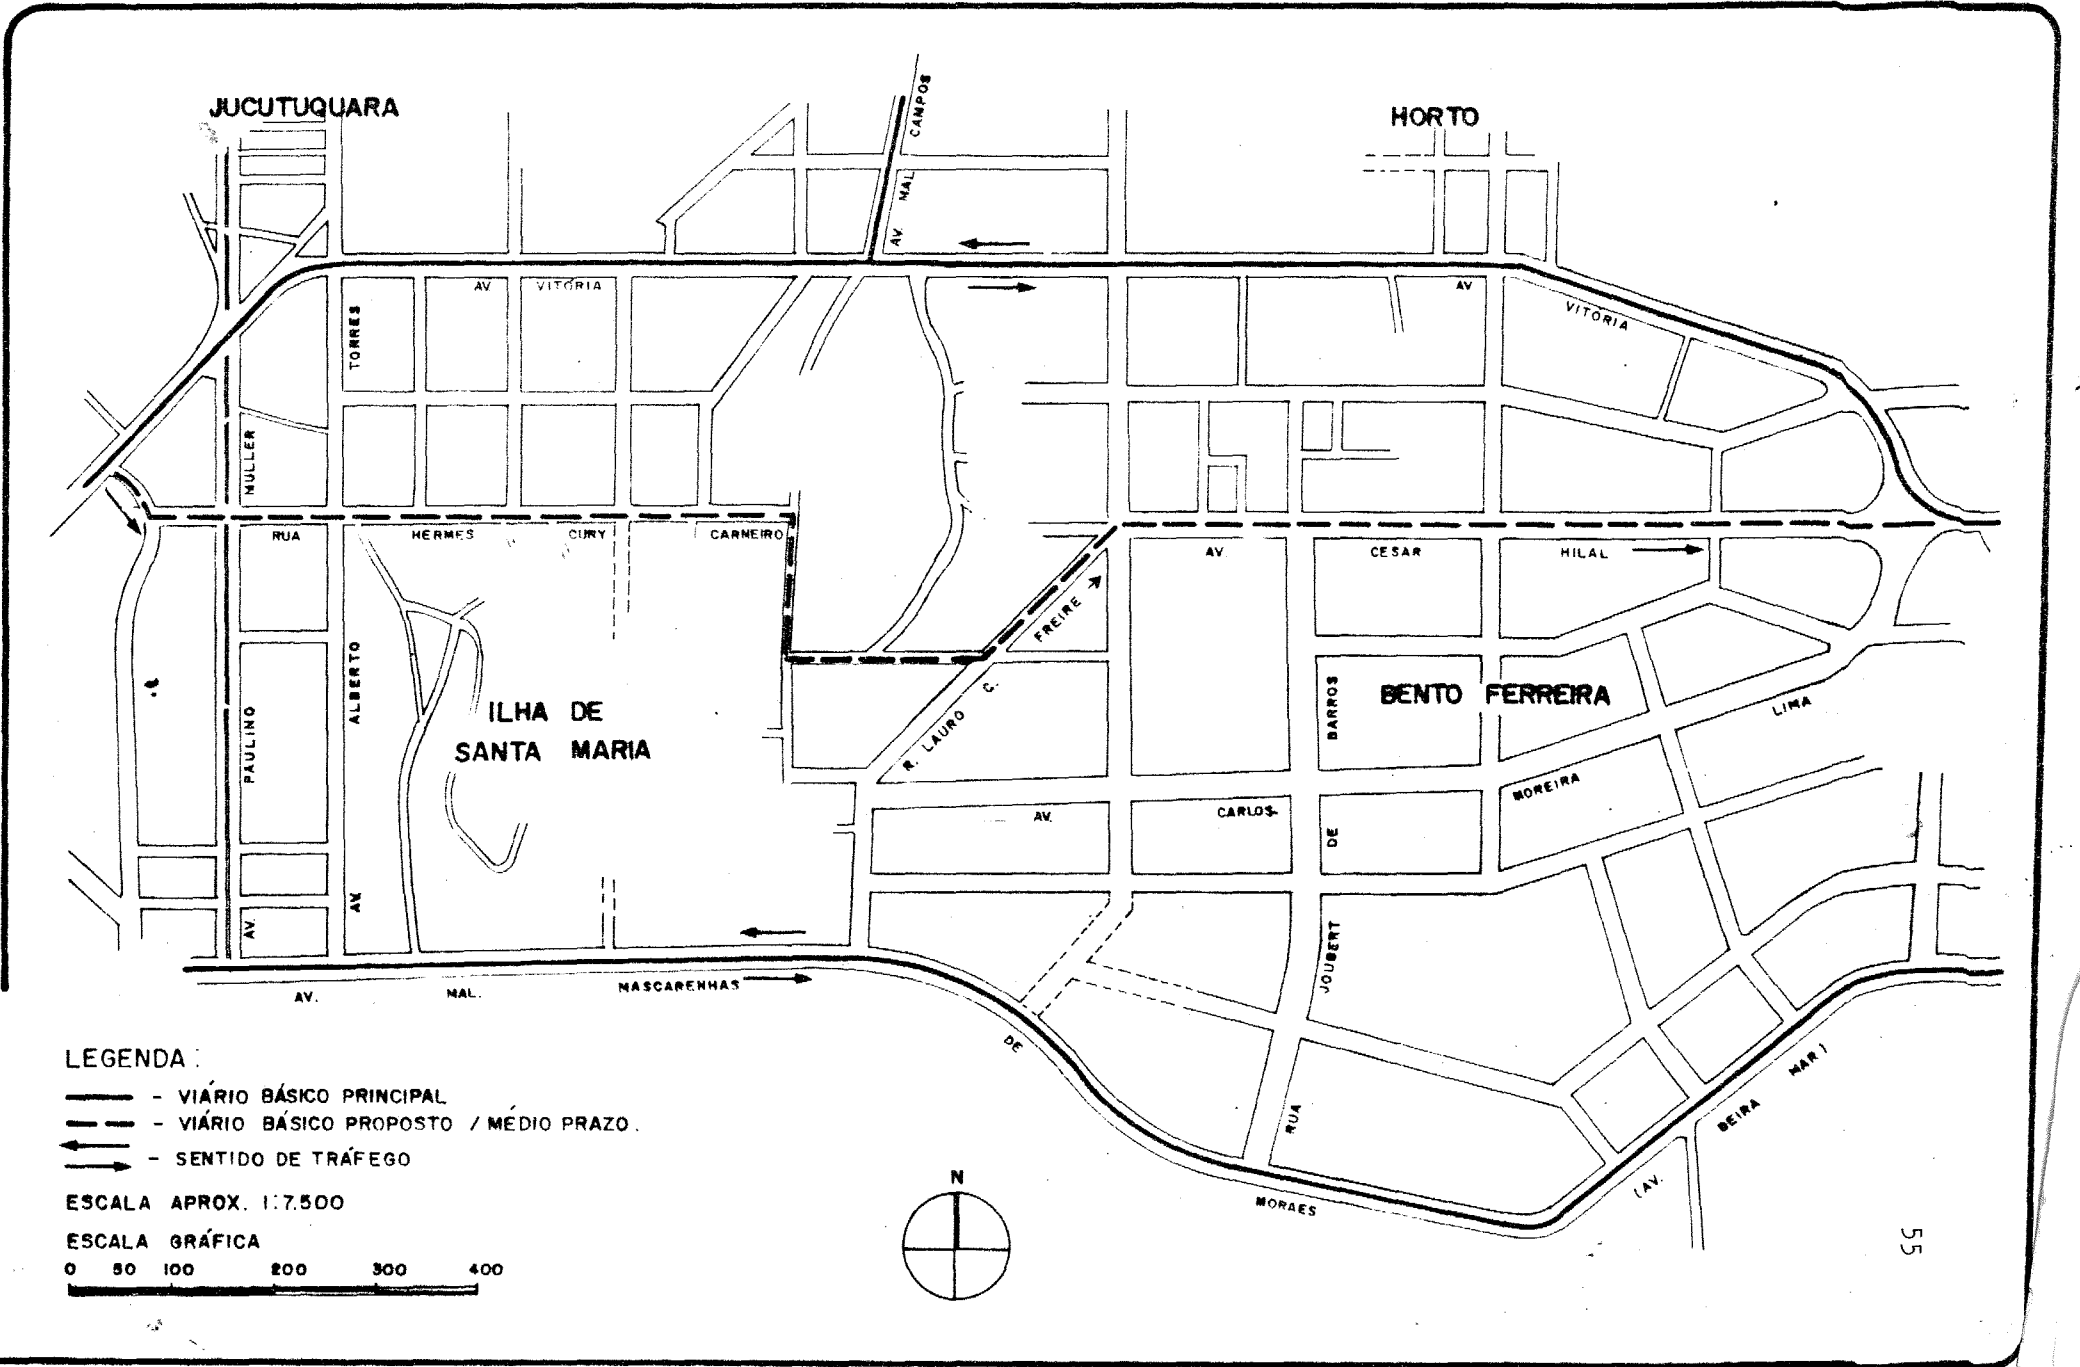 JUCUTUQUARA
HORTO
AV. MAL CAMPOS
AV. VITÓRIA
AV.
VITÓRIA
TORRES
MULLER
RUA HERMES CURY CARNEIRO
AV. CESAR HILAL
FREIRE
R. LAURO C.
ALBERTO
PAULINO
AV.
AV.
ILHA DE
SANTA MARIA
BENTO FERREIRA
BARROS
DE
JOUBERT
RUA
LIMA
MOREIRA
AV. CARLOS
AV. MAL. MASCARENHAS
DE
MORAES
(AV.
BEIRA
MAR)
LEGENDA:
- VIÁRIO BÁSICO PRINCIPAL
- VIÁRIO BÁSICO PROPOSTO / MÉDIO PRAZO.
- SENTIDO DE TRÁFEGO
ESCALA APROX. 1:7.500
ESCALA GRÁFICA
0 50 100 200 300 400
N
55